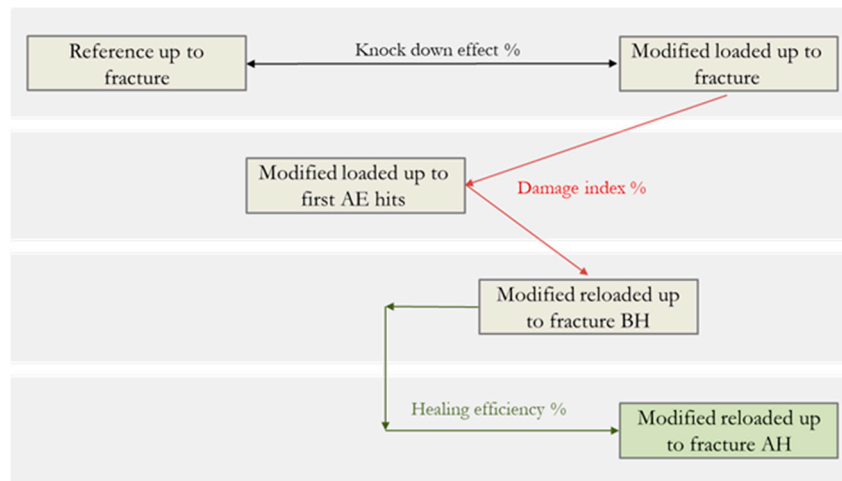 Reference up to
fracture
Knock down effect %
Modified loaded up to
fracture
Modified loaded up to
first AE hits
Damage index %
Modified reloaded up
to fracture BH
Healing efficiency %
Modified reloaded up
to fracture AH